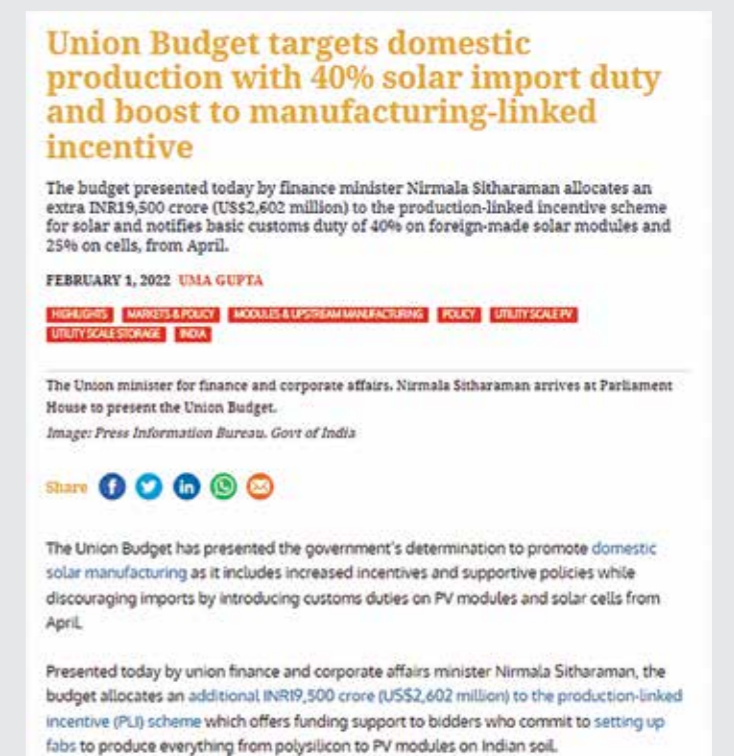 Union Budget targets domestic
production with 40% solar import duty
and boost to manufacturing-linked
incentive
The budget presented today by finance minister Nirmala Sitharaman allocates an
extra INR19,500 crore (US$2,602 million) to the production-linked incentive scheme
for solar and notifies basic customs duty of 40% on foreign-made solar modules and
25% on cells, from April.
FEBRUARY 1, 2022 UMA GUPTA
HIGHLIGHTS MARKETS & POLICY MODULES & UPSTREAM MANUFACTURING POLICY UTILITY SCALE PV
UTILITY SCALE STORAGE INDIA
The Union minister for finance and corporate affairs. Nirmala Sitharaman arrives at Parliament
House to present the Union Budget.
Image: Press Information Bureau. Govt of India
Share f in
The Union Budget has presented the government's determination to promote domestic
solar manufacturing as it includes increased incentives and supportive policies while
discouraging imports by introducing customs duties on PV modules and solar cells from
April.
Presented today by union finance and corporate affairs minister Nirmala Sitharaman, the
budget allocates an additional INR19,500 crore (US$2,602 million) to the production-linked
incentive (PLI) scheme which offers funding support to bidders who commit to setting up
fabs to produce everything from polysilicon to PV modules on Indian soil.